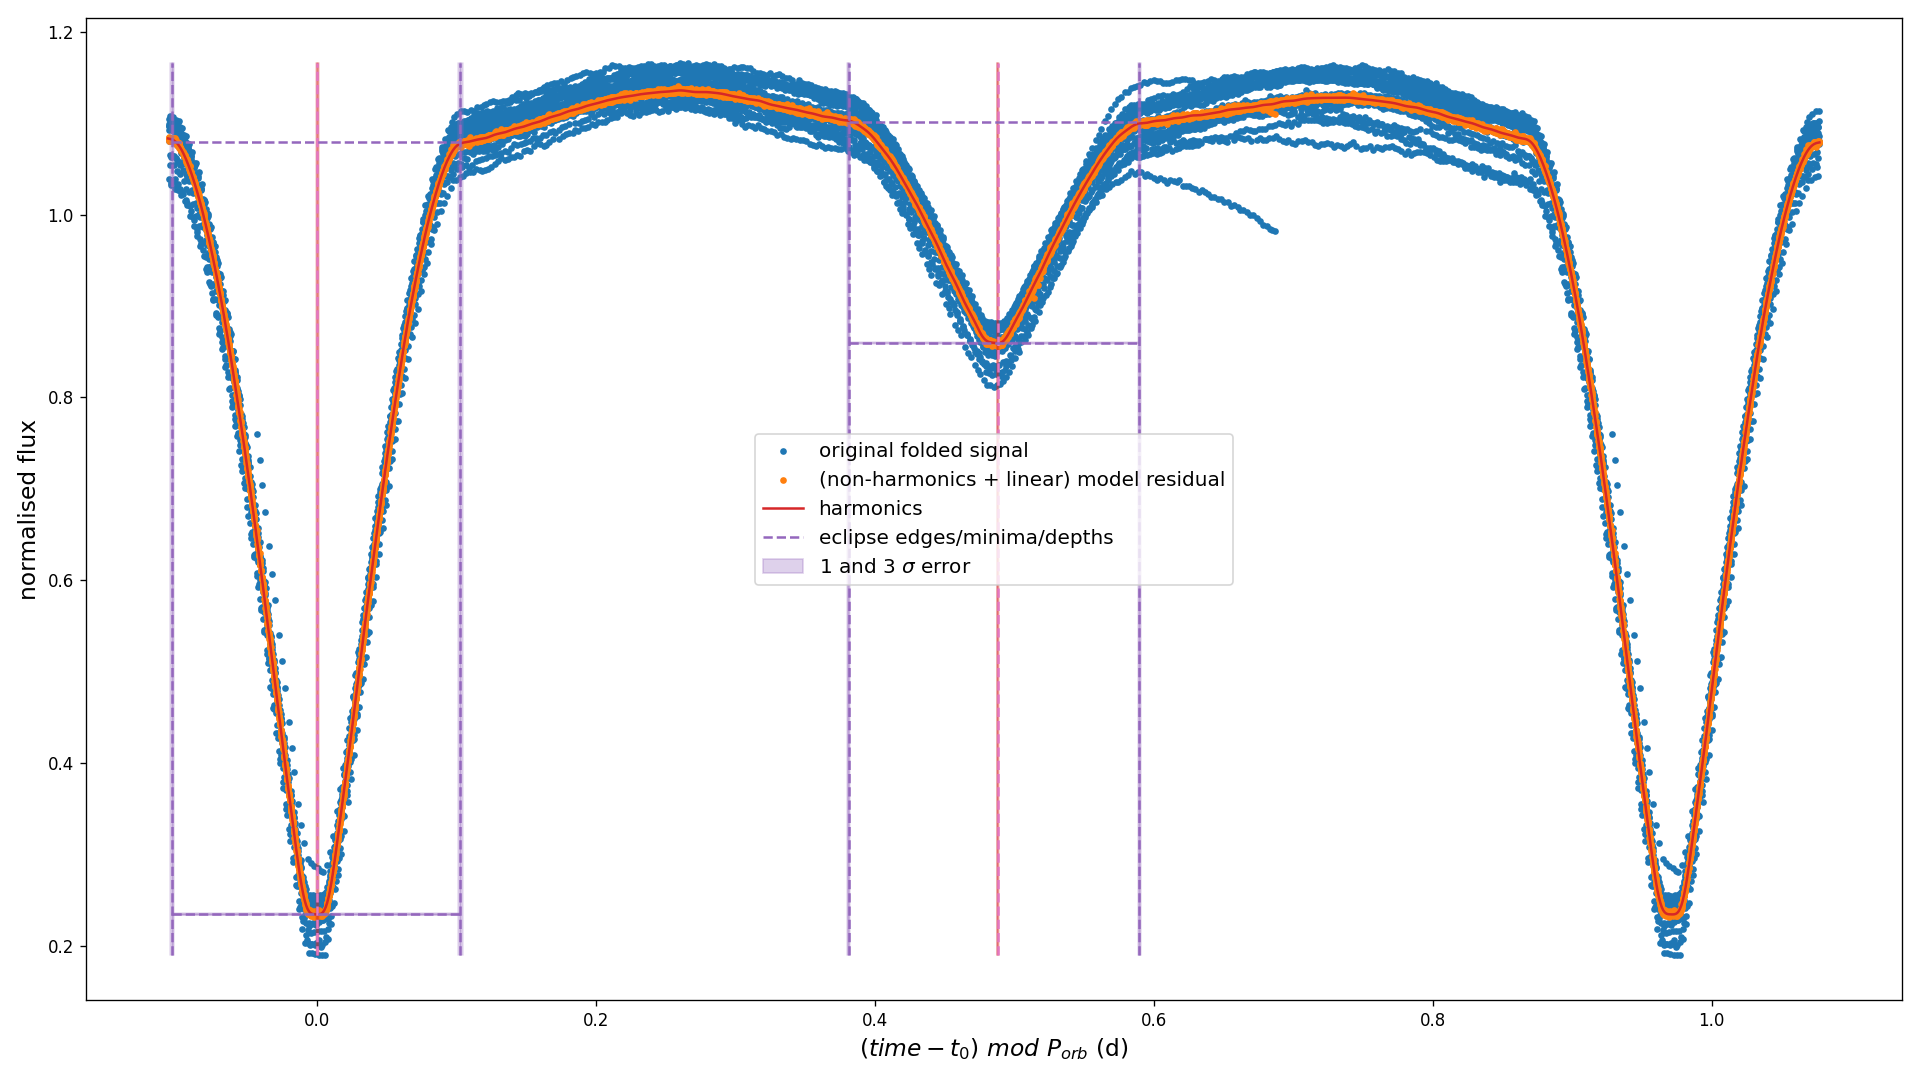 1.2
1.0
0.8
0.6
0.4
0.2
normalised flux
original folded signal
(non-harmonics + linear) model residual
harmonics
eclipse edges/minima/depths
1 and 3 σ error
0.0 0.2 0.4 0.6 0.8 1.0
(time − t₀) mod P_orb (d)